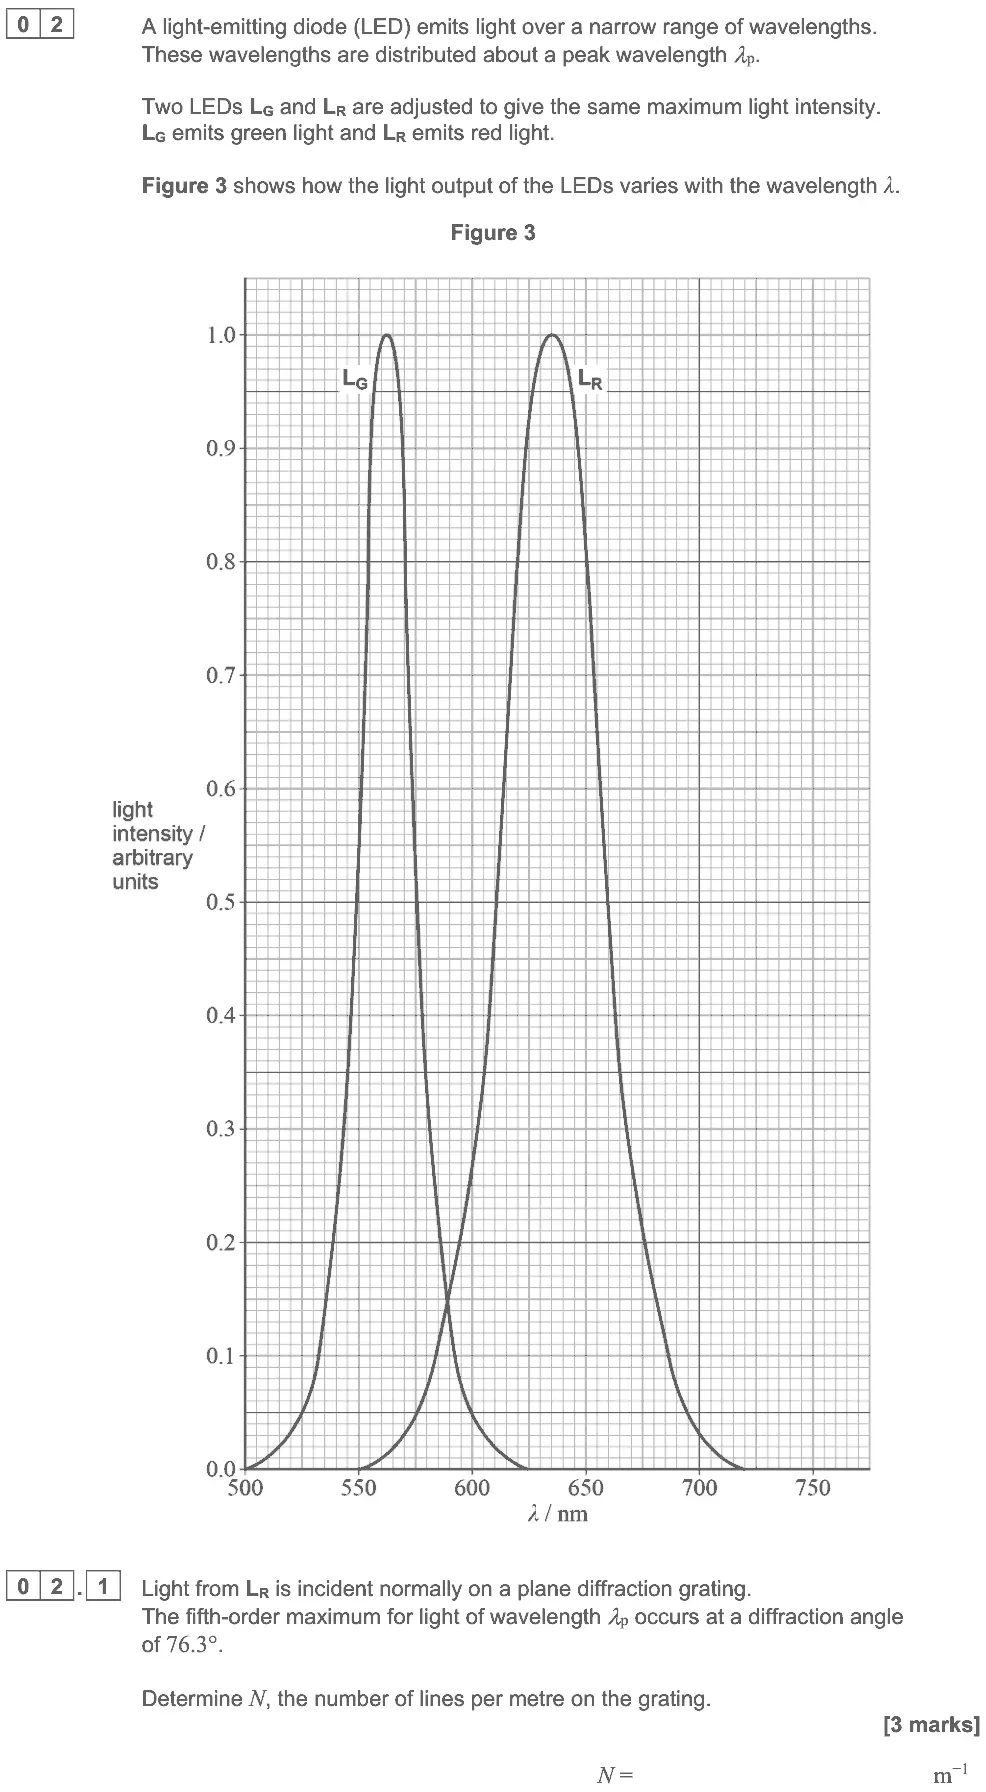 0 2 A light-emitting diode (LED) emits light over a narrow range of wavelengths.
These wavelengths are distributed about a peak wavelength λp.
Two LEDs LG and LR are adjusted to give the same maximum light intensity.
LG emits green light and LR emits red light.
Figure 3 shows how the light output of the LEDs varies with the wavelength λ.
Figure 3
1.0
LG LR
0.9
0.8
0.7
0.6
light
intensity /
arbitrary
units
0.5
0.4
0.3
0.2
0.1
0.0
500 550 600 650 700 750
λ / nm
0 2 . 1 Light from LR is incident normally on a plane diffraction grating.
The fifth-order maximum for light of wavelength λp occurs at a diffraction angle
of 76.3°.
Determine N, the number of lines per metre on the grating.
[3 marks]
N = m⁻¹